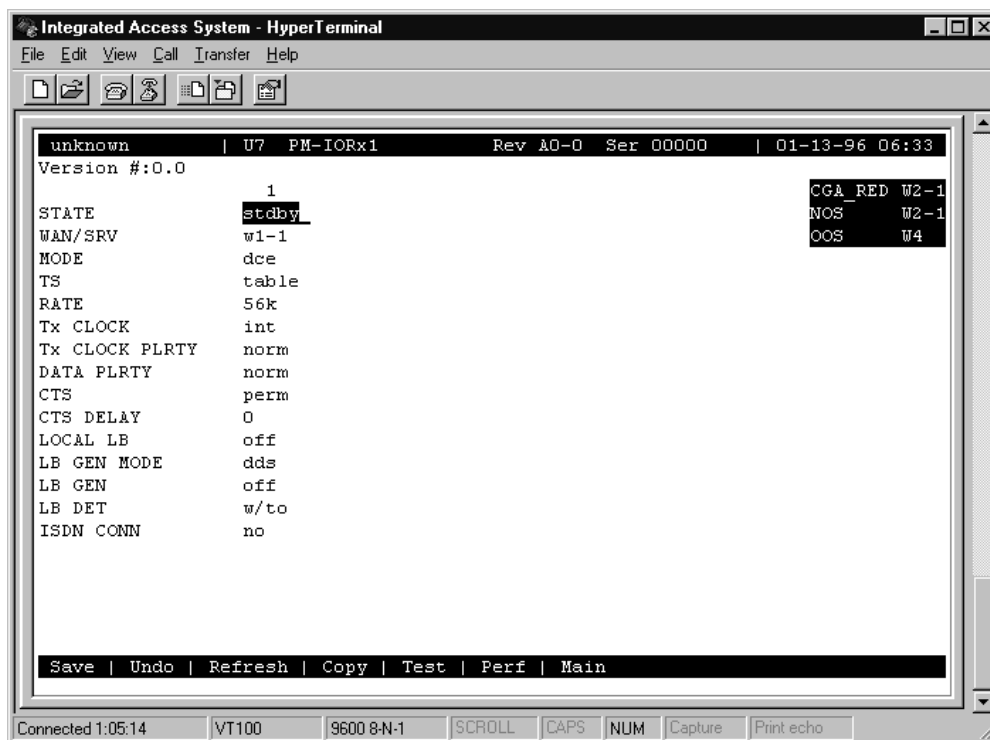 Integrated Access System - HyperTerminal
File Edit View Call Transfer Help
unknown | U7 PM-IORx1 Rev A0-0 Ser 00000 | 01-13-96 06:33
Version #:0.0
1 CGA_RED W2-1
STATE stdby NOS W2-1
WAN/SRV w1-1 OOS W4
MODE dce
TS table
RATE 56k
Tx CLOCK int
Tx CLOCK PLRTY norm
DATA PLRTY norm
CTS perm
CTS DELAY 0
LOCAL LB off
LB GEN MODE dds
LB GEN off
LB DET w/to
ISDN CONN no
Save | Undo | Refresh | Copy | Test | Perf | Main
Connected 1:05:14 VT100 9600 8-N-1 SCROLL CAPS NUM Capture Print echo